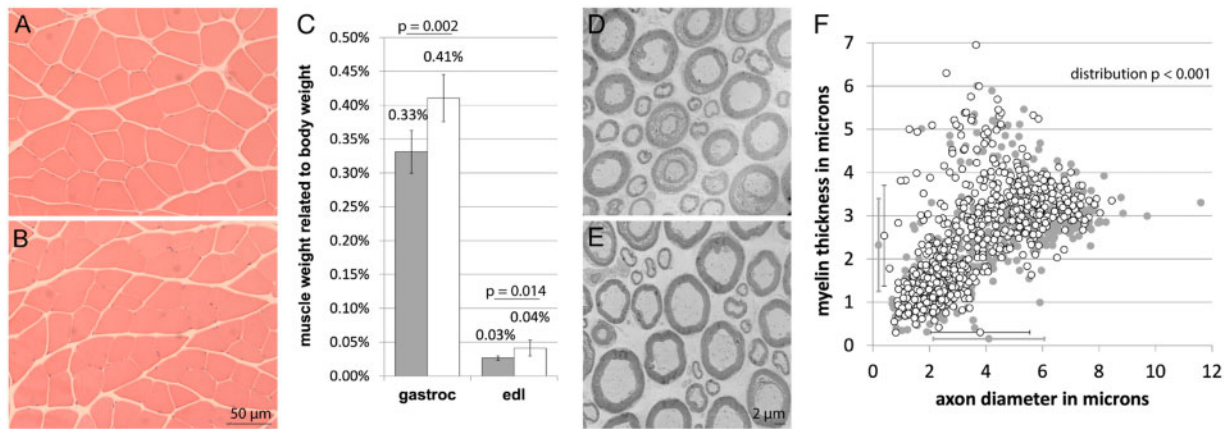 A
B
50 µm
C
muscle weight related to body weight
0.50%
0.45%
0.40%
0.35%
0.30%
0.25%
0.20%
0.15%
0.10%
0.05%
0.00%
p = 0.002
0.41%
0.33%
p = 0.014
0.04%
0.03%
gastroc
edl
D
E
2 µm
F
myelin thickness in microns
7
6
5
4
3
2
1
0
distribution p < 0.001
0 2 4 6 8 10 12
axon diameter in microns